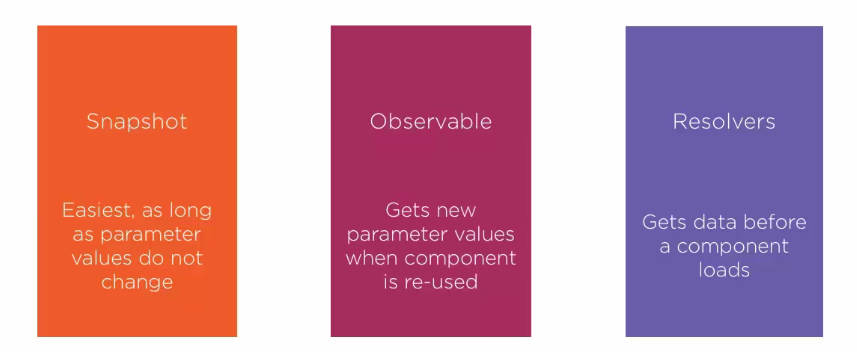 Snapshot
Easiest, as long
as parameter
values do not
change
Observable
Gets new
parameter values
when component
is re-used
Resolvers
Gets data before
a component
loads